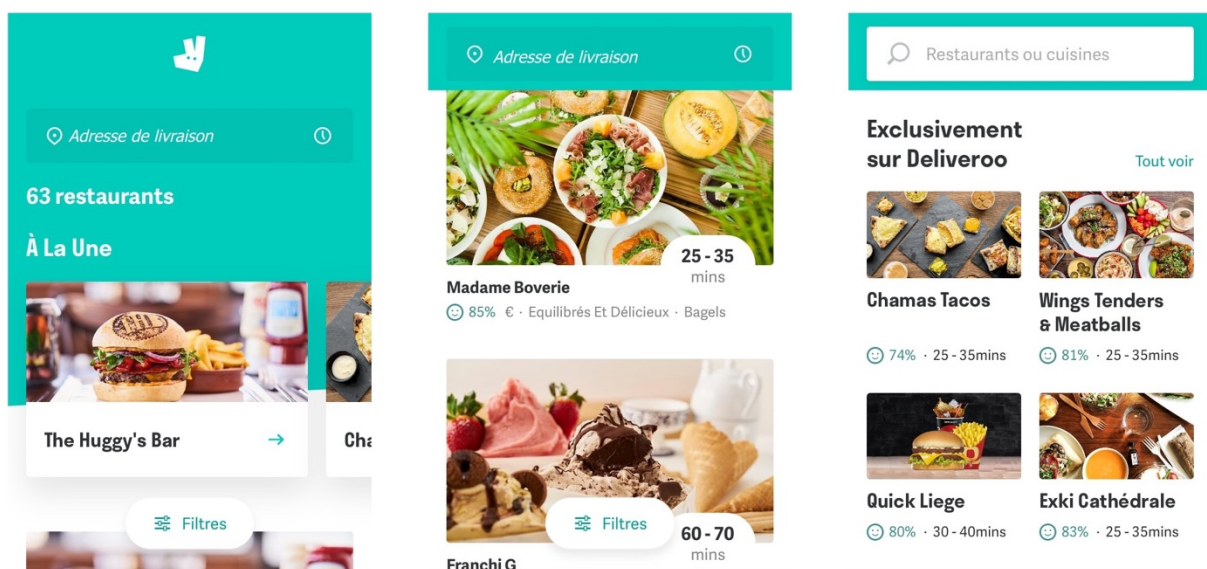 Adresse de livraison
63 restaurants
À La Une
The Huggy's Bar
Cha
Filtres
Adresse de livraison
25 - 35
mins
Madame Boverie
85% € · Equilibrés Et Délicieux · Bagels
Filtres
60 - 70
mins
Franchi G
Restaurants ou cuisines
Exclusivement
sur Deliveroo
Tout voir
Chamas Tacos
74% · 25 - 35mins
Wings Tenders
& Meatballs
81% · 25 - 35mins
Quick Liege
80% · 30 - 40mins
Exki Cathédrale
83% · 25 - 35mins